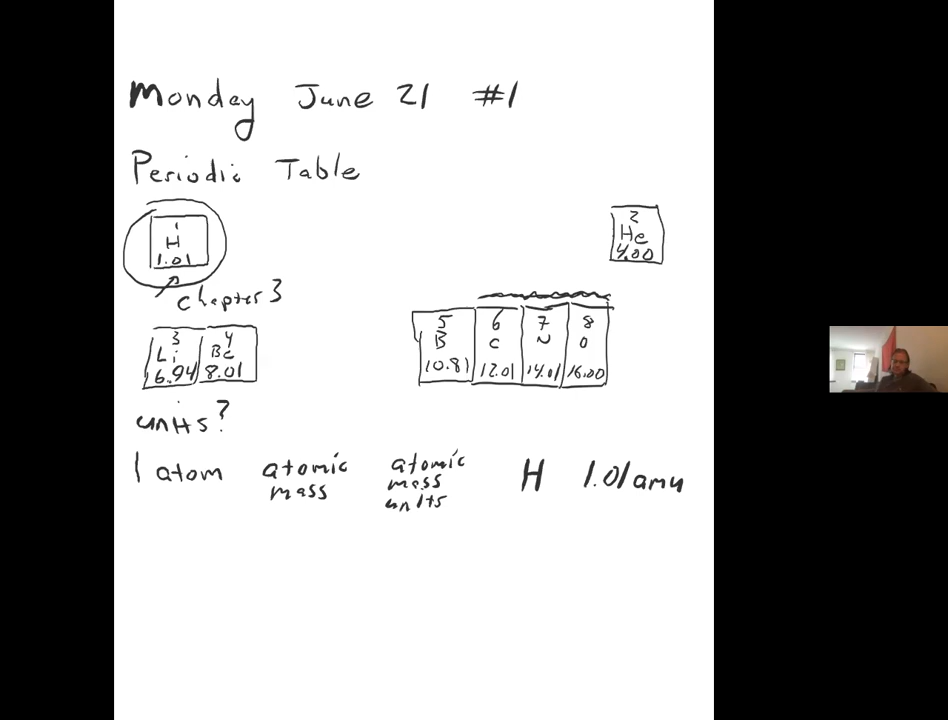 Monday June 21 #1
Periodic Table
1
H
1.01
2
He
4.00
chapter 3
3
Li
6.94
4
Be
8.01
5
B
10.81
6
C
12.01
7
N
14.01
8
O
16.00
units?
1 atom atomic mass atomic mass units H 1.01 amu